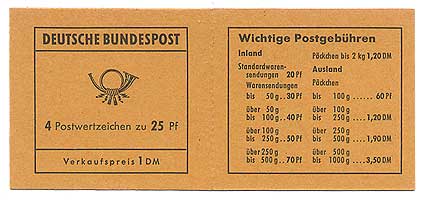 DEUTSCHE BUNDESPOST
4 Postwertzeichen zu 25 Pf
Verkaufspreis 1 DM
Wichtige Postgebühren
Inland
Standardwaren-
sendungen 20 Pf
Warensendungen
bis 50 g..30 Pf
über 50 g
bis 100 g..40 Pf
über 100 g
bis 250 g...50 Pf
über 250 g
bis 500 g..70 Pf
Päckchen bis 2 kg 1,20 DM
Ausland
Päckchen
bis 100 g......60 Pf
über 100 g
bis 250 g...1,20 DM
über 250 g
bis 500 g...1,90 DM
über 500 g
bis 1000 g...3,50 DM